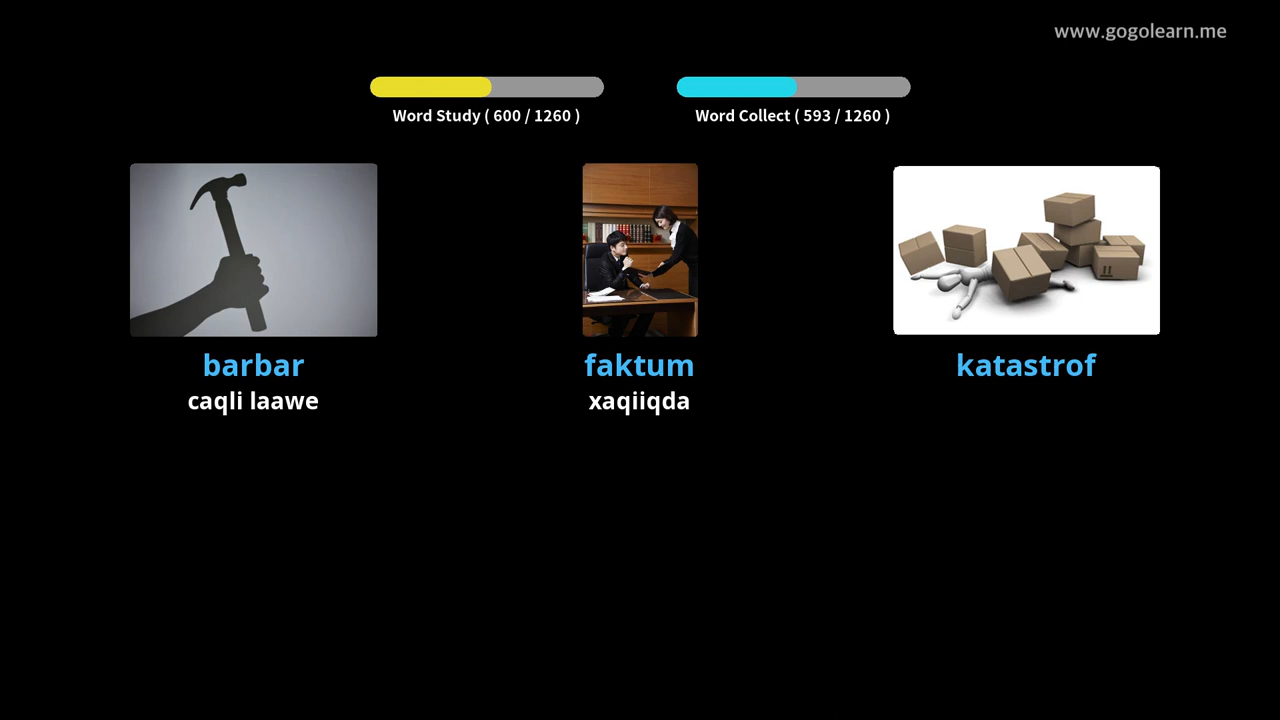 www.gogolearn.me
Word Study ( 600 / 1260 )
Word Collect ( 593 / 1260 )
barbar
caqli laawe
faktum
xaqiiqda
katastrof